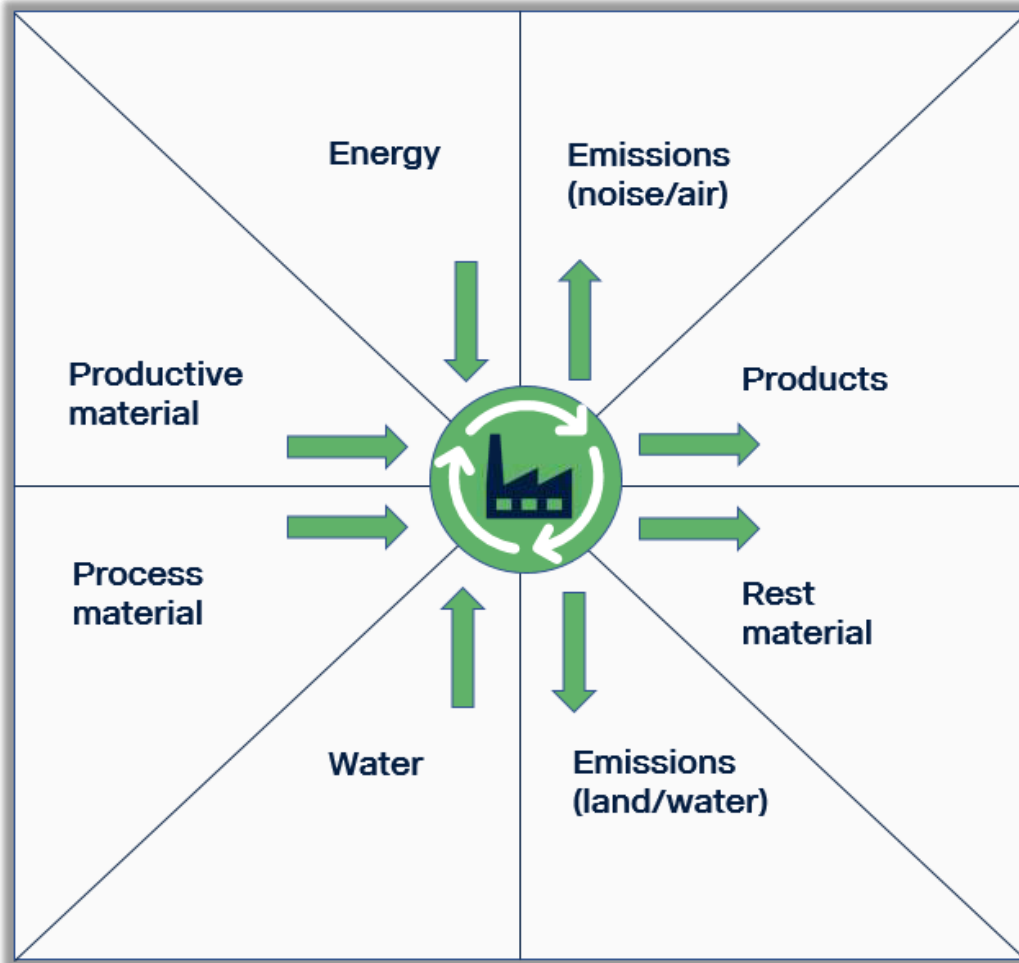 Energy
Emissions
(noise/air)
Productive
material
Products
Process
material
Rest
material
Water
Emissions
(land/water)